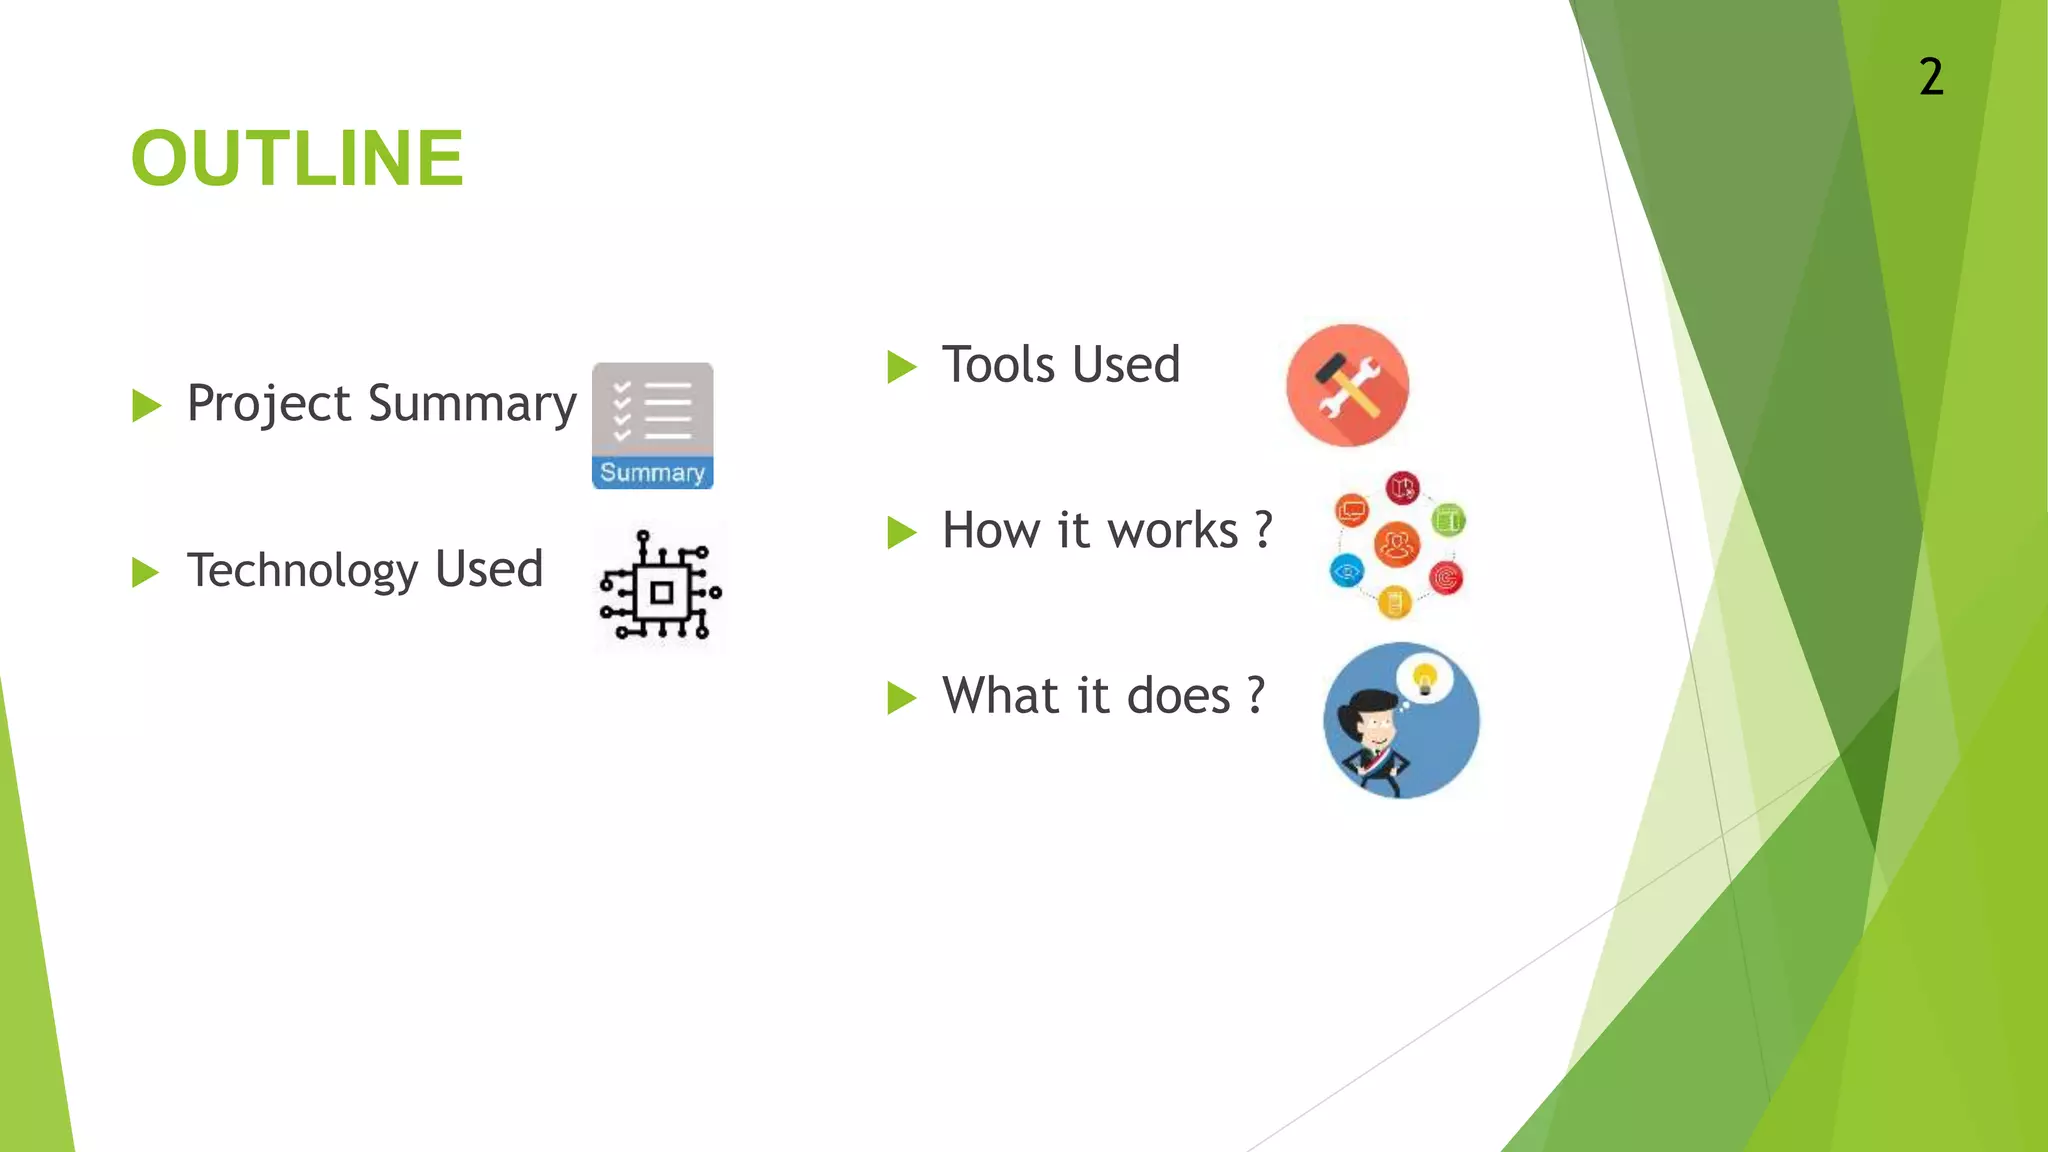 2
OUTLINE
Project Summary
Summary
Technology Used
Tools Used
How it works ?
What it does ?